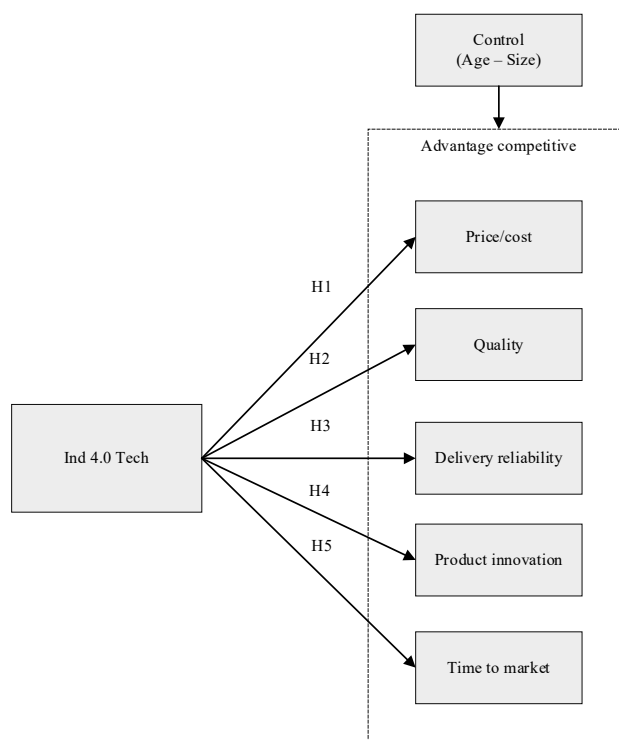 Control
(Age – Size)
Advantage competitive
Price/cost
H1
Quality
H2
H3
Ind 4.0 Tech
Delivery reliability
H4
Product innovation
H5
Time to market